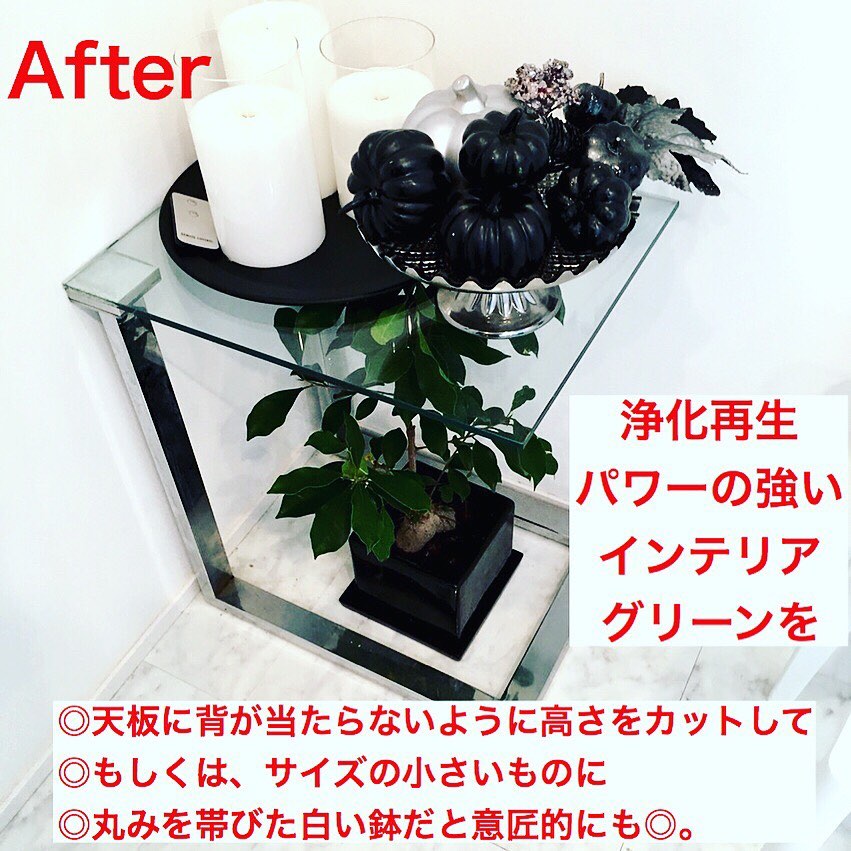 After
浄化再生
パワーの強い
インテリア
グリーンを
◎天板に背が当たらないように高さをカットして
◎もしくは、サイズの小さいものに
◎丸みを帯びた白い鉢だと意匠的にも◎。